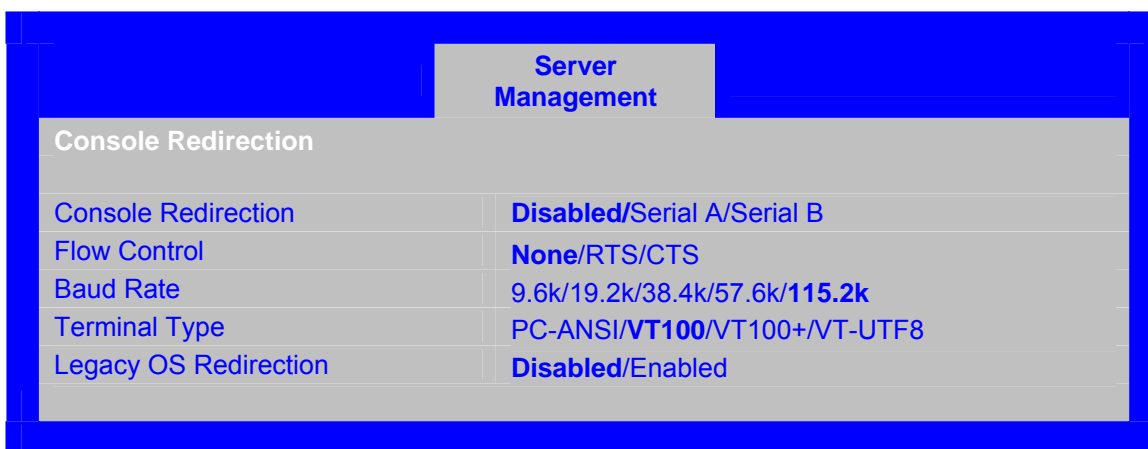 Server
Management
Console Redirection
Console Redirection Disabled/Serial A/Serial B
Flow Control None/RTS/CTS
Baud Rate 9.6k/19.2k/38.4k/57.6k/115.2k
Terminal Type PC-ANSI/VT100/VT100+/VT-UTF8
Legacy OS Redirection Disabled/Enabled